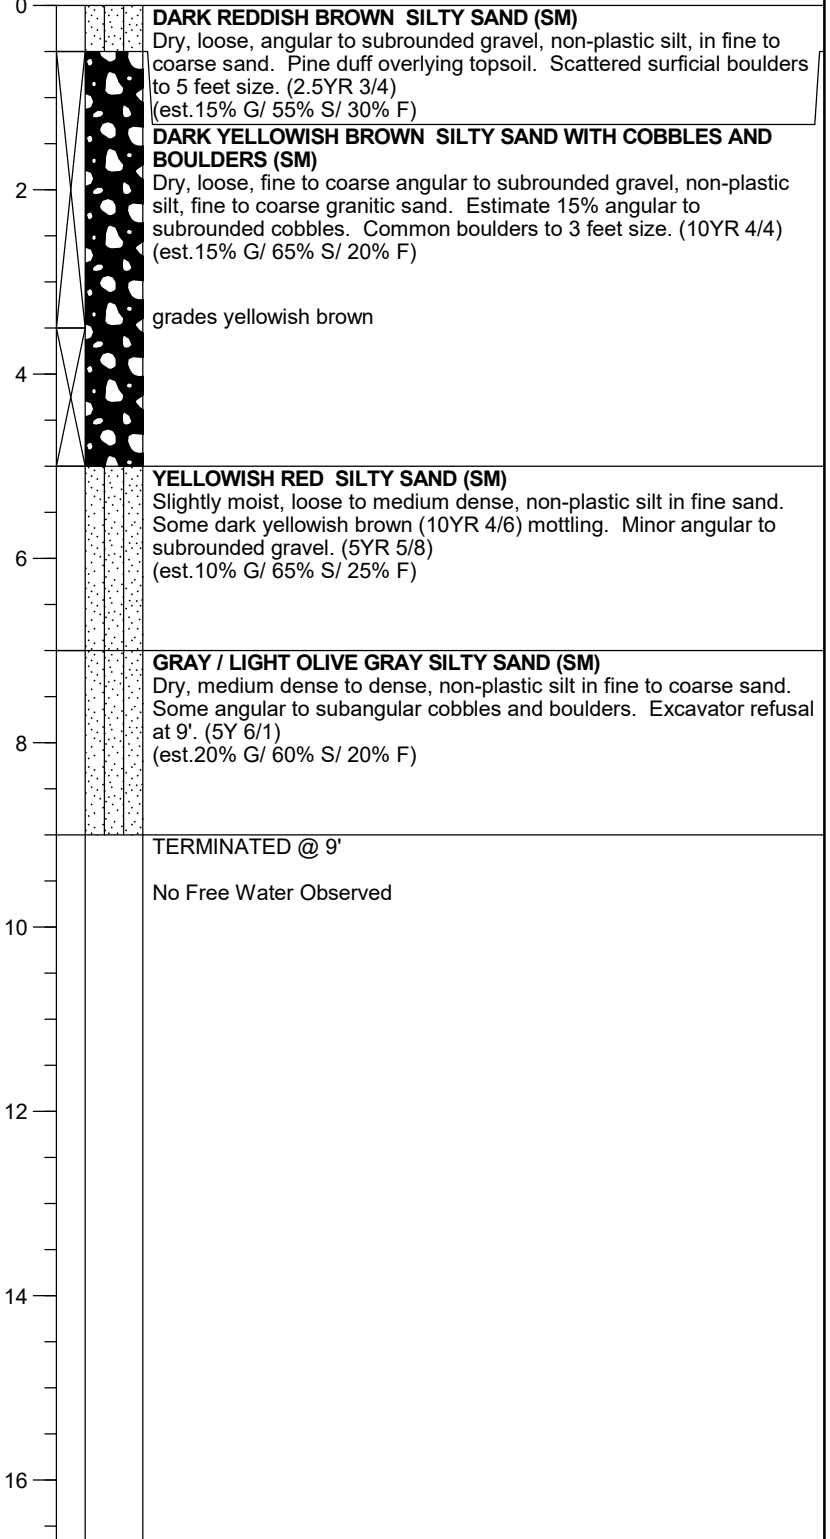 0
DARK REDDISH BROWN  SILTY SAND (SM)
Dry, loose, angular to subrounded gravel, non-plastic silt, in fine to
coarse sand.  Pine duff overlying topsoil.  Scattered surficial boulders
to 5 feet size. (2.5YR 3/4)
(est.15% G/ 55% S/ 30% F)
DARK YELLOWISH BROWN  SILTY SAND WITH COBBLES AND
BOULDERS (SM)
2
Dry, loose, fine to coarse angular to subrounded gravel, non-plastic
silt, fine to coarse granitic sand.  Estimate 15% angular to
subrounded cobbles.  Common boulders to 3 feet size. (10YR 4/4)
(est.15% G/ 65% S/ 20% F)
grades yellowish brown
4
YELLOWISH RED  SILTY SAND (SM)
Slightly moist, loose to medium dense, non-plastic silt in fine sand.
Some dark yellowish brown (10YR 4/6) mottling.  Minor angular to
subrounded gravel. (5YR 5/8)
6
(est.10% G/ 65% S/ 25% F)
GRAY / LIGHT OLIVE GRAY SILTY SAND (SM)
Dry, medium dense to dense, non-plastic silt in fine to coarse sand.
Some angular to subangular cobbles and boulders.  Excavator refusal
at 9'. (5Y 6/1)
8
(est.20% G/ 60% S/ 20% F)
TERMINATED @ 9'
No Free Water Observed
10
12
14
16